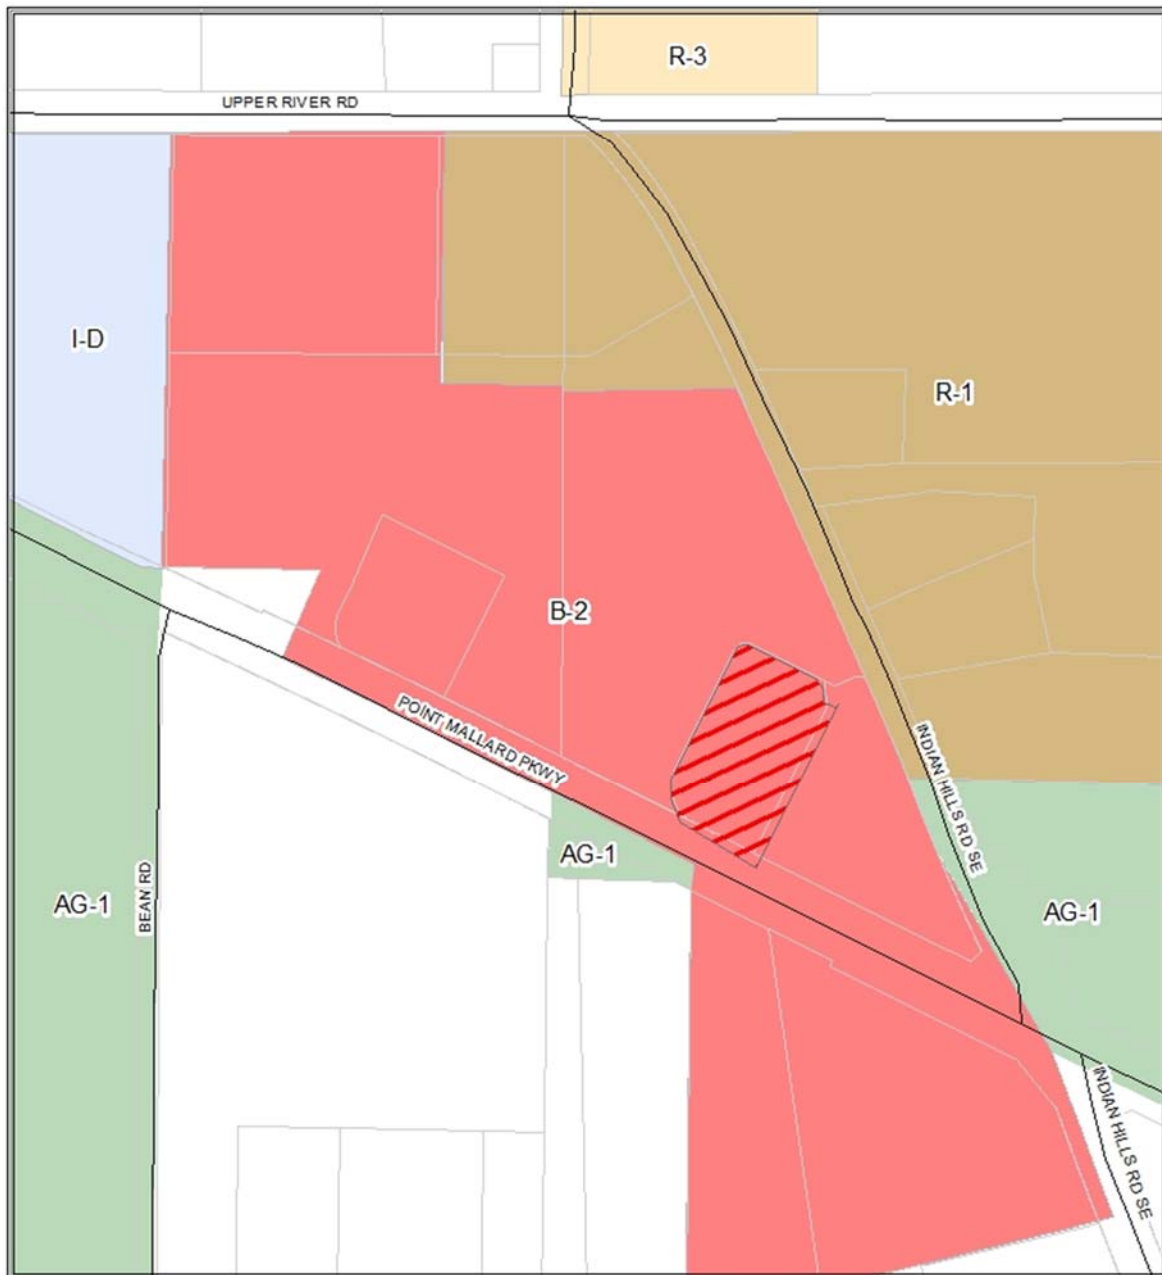 R-3
UPPER RIVER RD
I-D
R-1
B-2
POINT MALLARD PKWY
INDIAN HILLS RD SE
AG-1
AG-1
BEAN RD
AG-1
INDIAN HILLS RD SE